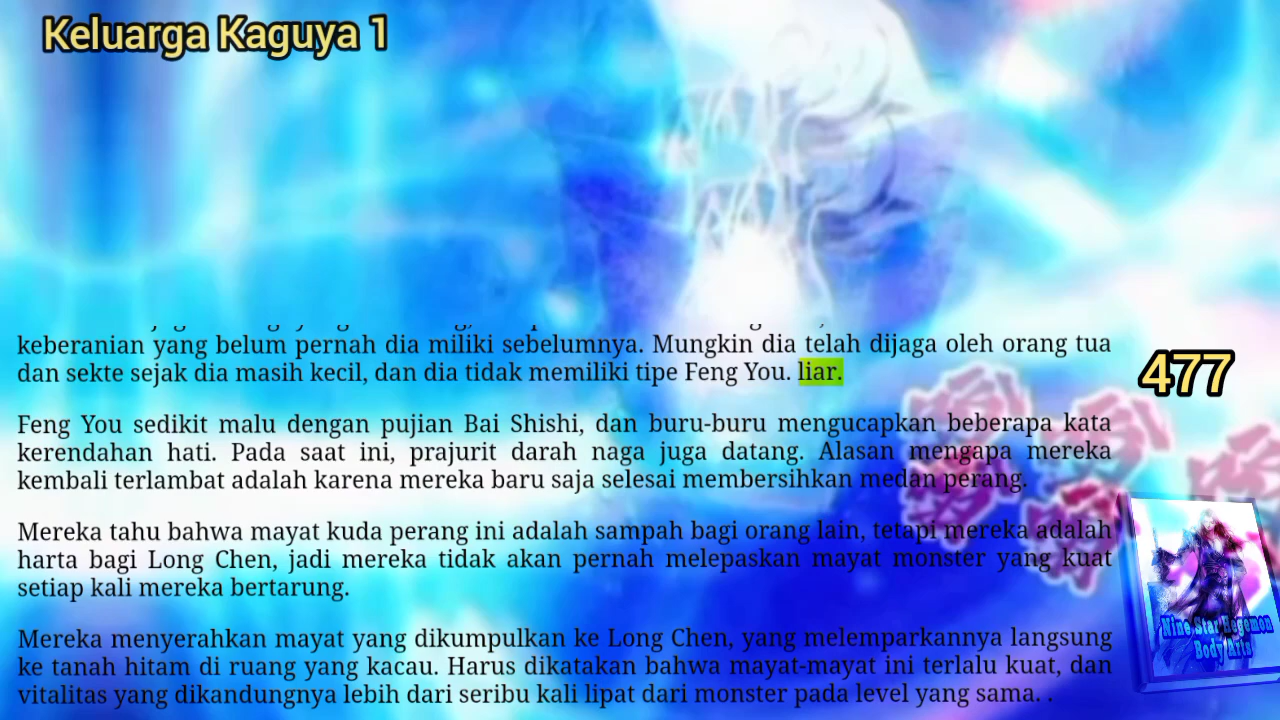 Keluarga Kaguya 1
keberanian yang belum pernah dia miliki sebelumnya. Mungkin dia telah dijaga oleh orang tua
dan sekte sejak dia masih kecil, dan dia tidak memiliki tipe Feng You. liar.
477
Feng You sedikit malu dengan pujian Bai Shishi, dan buru-buru mengucapkan beberapa kata
kerendahan hati. Pada saat ini, prajurit darah naga juga datang. Alasan mengapa mereka
kembali terlambat adalah karena mereka baru saja selesai membersihkan medan perang.
Mereka tahu bahwa mayat kuda perang ini adalah sampah bagi orang lain, tetapi mereka adalah
harta bagi Long Chen, jadi mereka tidak akan pernah melepaskan mayat monster yang kuat
setiap kali mereka bertarung.
Mereka menyerahkan mayat yang dikumpulkan ke Long Chen, yang melemparkannya langsung
ke tanah hitam di ruang yang kacau. Harus dikatakan bahwa mayat-mayat ini terlalu kuat, dan
vitalitas yang dikandungnya lebih dari seribu kali lipat dari monster pada level yang sama. .
Nine Star Hegemon
Body Arts